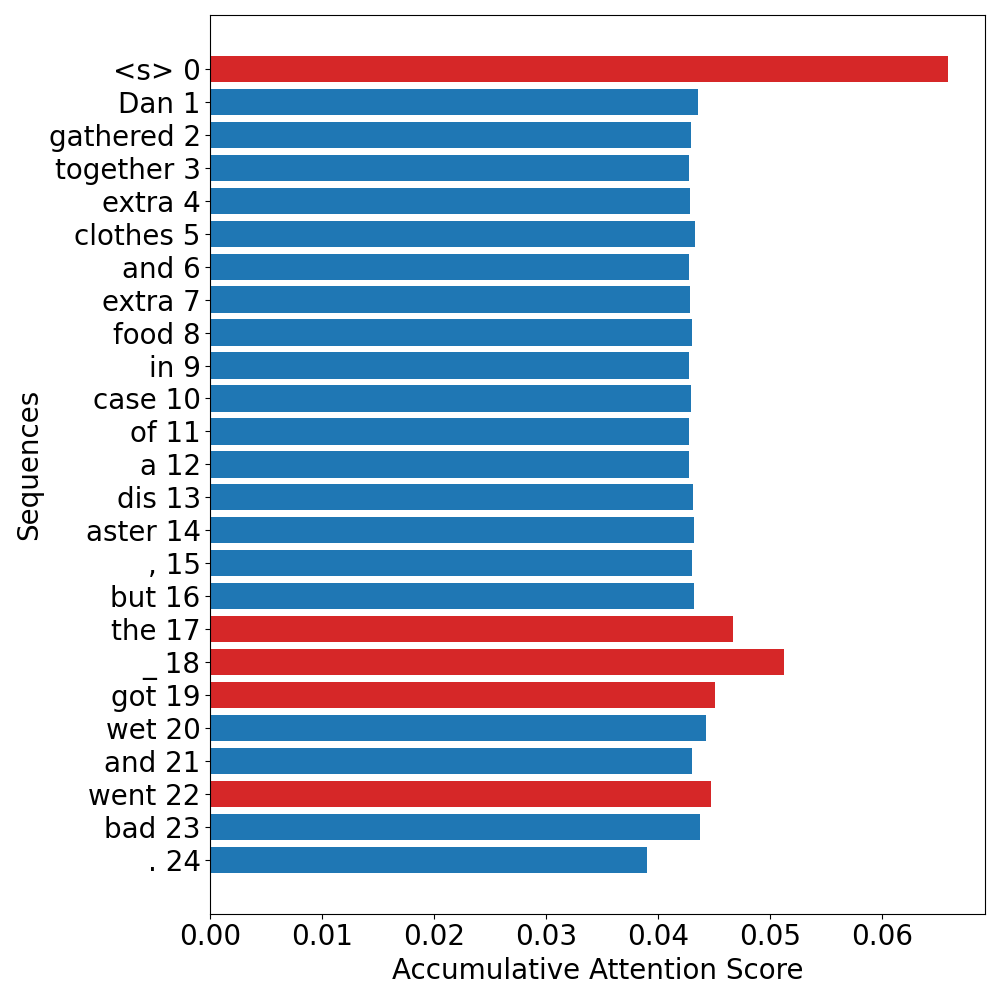 <s> 0
Dan 1
gathered 2
together 3
extra 4
clothes 5
and 6
extra 7
food 8
in 9
case 10
of 11
a 12
dis 13
aster 14
, 15
but 16
the 17
_ 18
got 19
wet 20
and 21
went 22
bad 23
. 24
Sequences
0.00 0.01 0.02 0.03 0.04 0.05 0.06
Accumulative Attention Score